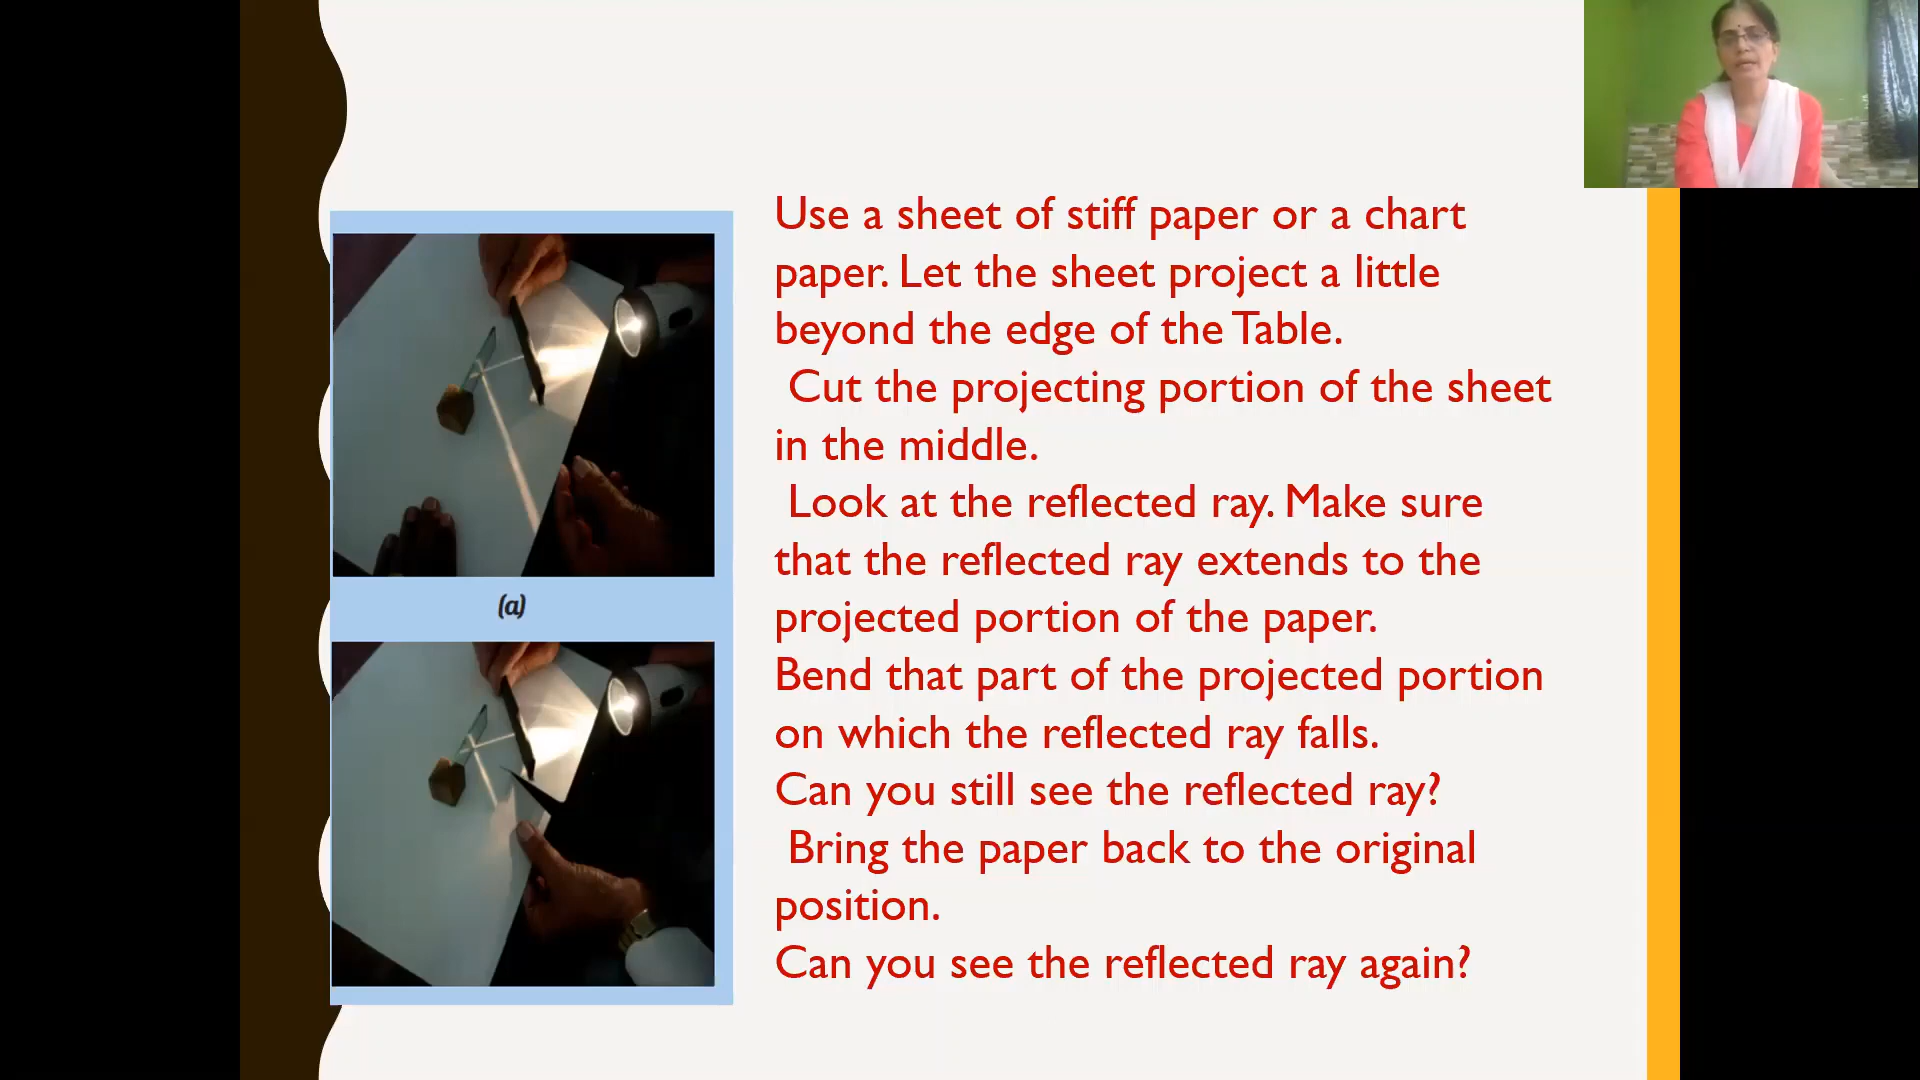 Use a sheet of stiff paper or a chart
paper. Let the sheet project a little
beyond the edge of the Table.
Cut the projecting portion of the sheet
in the middle.
Look at the reflected ray. Make sure
that the reflected ray extends to the
projected portion of the paper.
Bend that part of the projected portion
on which the reflected ray falls.
Can you still see the reflected ray?
Bring the paper back to the original
position.
Can you see the reflected ray again?
(a)